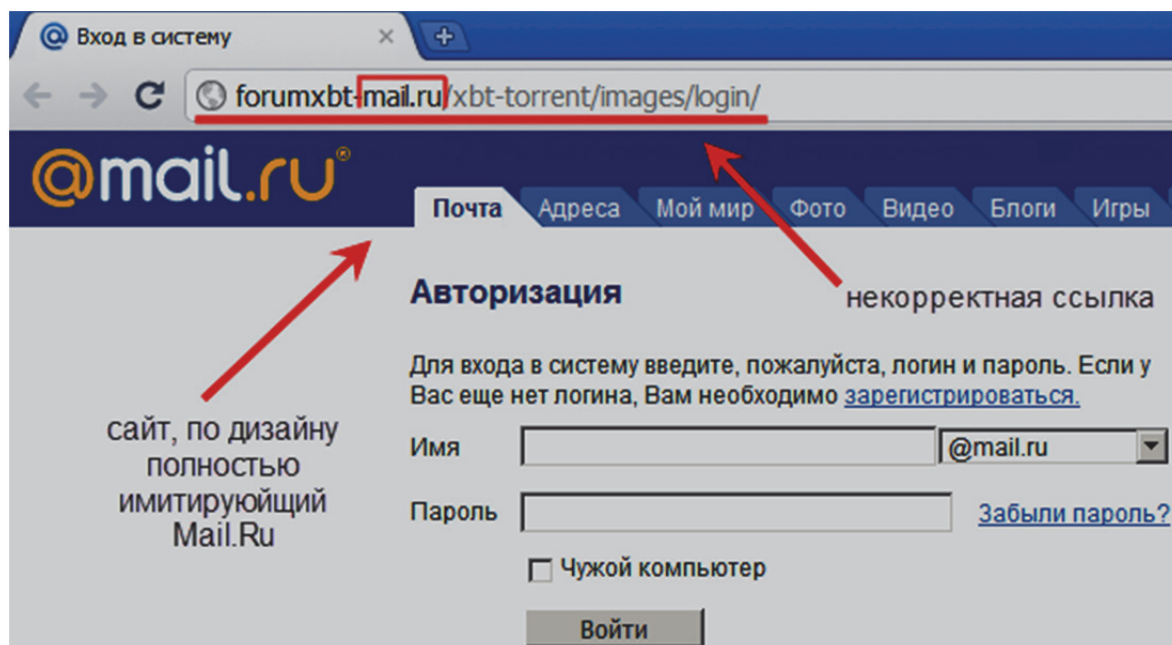 Вход в систему
forumxbt-mail.ru/xbt-torrent/images/login/
@mail.ru®
Почта Адреса Мой мир Фото Видео Блоги Игры
Авторизация
некорректная ссылка
Для входа в систему введите, пожалуйста, логин и пароль. Если у
Вас еще нет логина, Вам необходимо зарегистрироваться.
сайт, по дизайну
полностью
имитируюйщий
Mail.Ru
Имя @mail.ru
Пароль Забыли пароль?
Чужой компьютер
Войти